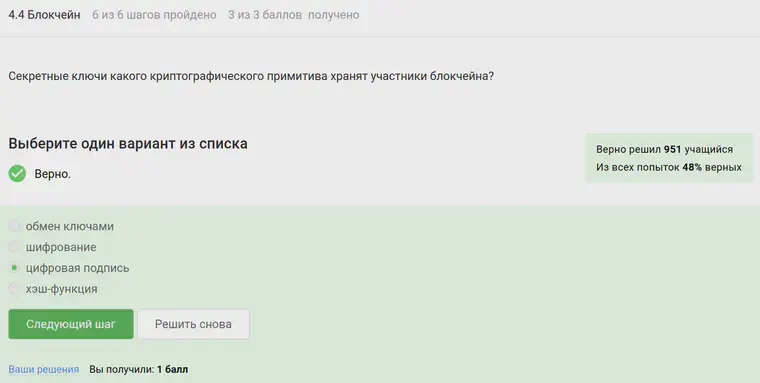 4.4 Блокчейн 6 из 6 шагов пройдено 3 из 3 баллов получено
Секретные ключи какого криптографического примитива хранят участники блокчейна?
Выберите один вариант из списка
Верно.
Верно решил 951 учащийся
Из всех попыток 48% верных
обмен ключами
шифрование
цифровая подпись
хэш-функция
Следующий шаг Решить снова
Ваши решения Вы получили: 1 балл